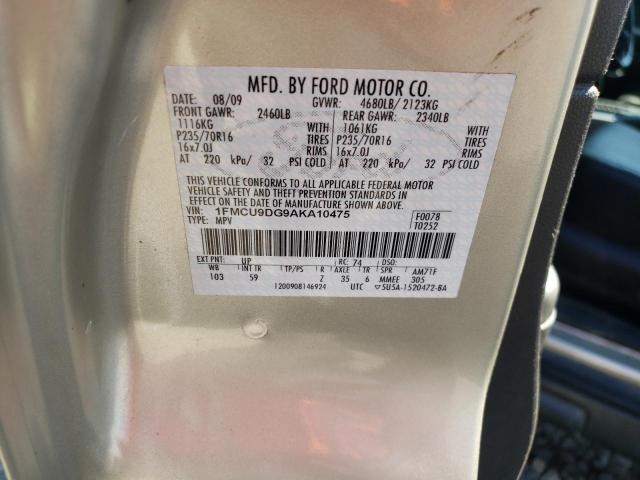 MFD. BY FORD MOTOR CO.
DATE: 08/09 GVWR: 4680LB/ 2123KG
FRONT GAWR: 2460LB REAR GAWR: 2340LB
1116KG WITH 1061KG WITH
P235/70R16 TIRES P235/70R16 TIRES
16x7.0J RIMS 16x7.0J RIMS
AT 220 kPa/ 32 PSI COLD AT 220 kPa/ 32 PSI COLD
THIS VEHICLE CONFORMS TO ALL APPLICABLE FEDERAL MOTOR
VEHICLE SAFETY AND THEFT PREVENTION STANDARDS IN
EFFECT ON THE DATE OF MANUFACTURE SHOWN ABOVE.
VIN: 1FMCU9DG9AKA10475 F0078
TYPE: MPV T0252
EXT PNT: UP RC: 74 DSO:
WB INT TR TP/PS R AXLE TR SPR AM71F
103 59 2 35 6 MMEE 305
1200908146924 UTC 5U5A-1520472-BA